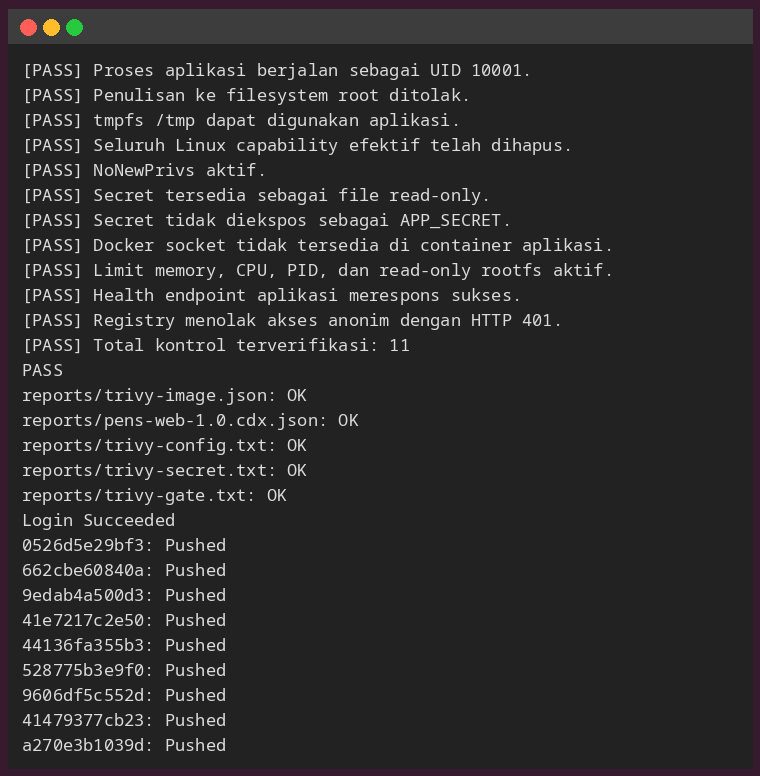 [PASS] Proses aplikasi berjalan sebagai UID 10001.
[PASS] Penulisan ke filesystem root ditolak.
[PASS] tmpfs /tmp dapat digunakan aplikasi.
[PASS] Seluruh Linux capability efektif telah dihapus.
[PASS] NoNewPrivs aktif.
[PASS] Secret tersedia sebagai file read-only.
[PASS] Secret tidak diekspos sebagai APP_SECRET.
[PASS] Docker socket tidak tersedia di container aplikasi.
[PASS] Limit memory, CPU, PID, dan read-only rootfs aktif.
[PASS] Health endpoint aplikasi merespons sukses.
[PASS] Registry menolak akses anonim dengan HTTP 401.
[PASS] Total kontrol terverifikasi: 11
PASS
reports/trivy-image.json: OK
reports/pens-web-1.0.cdx.json: OK
reports/trivy-config.txt: OK
reports/trivy-secret.txt: OK
reports/trivy-gate.txt: OK
Login Succeeded
0526d5e29bf3: Pushed
662cbe60840a: Pushed
9edab4a500d3: Pushed
41e7217c2e50: Pushed
44136fa355b3: Pushed
528775b3e9f0: Pushed
9606df5c552d: Pushed
41479377cb23: Pushed
a270e3b1039d: Pushed